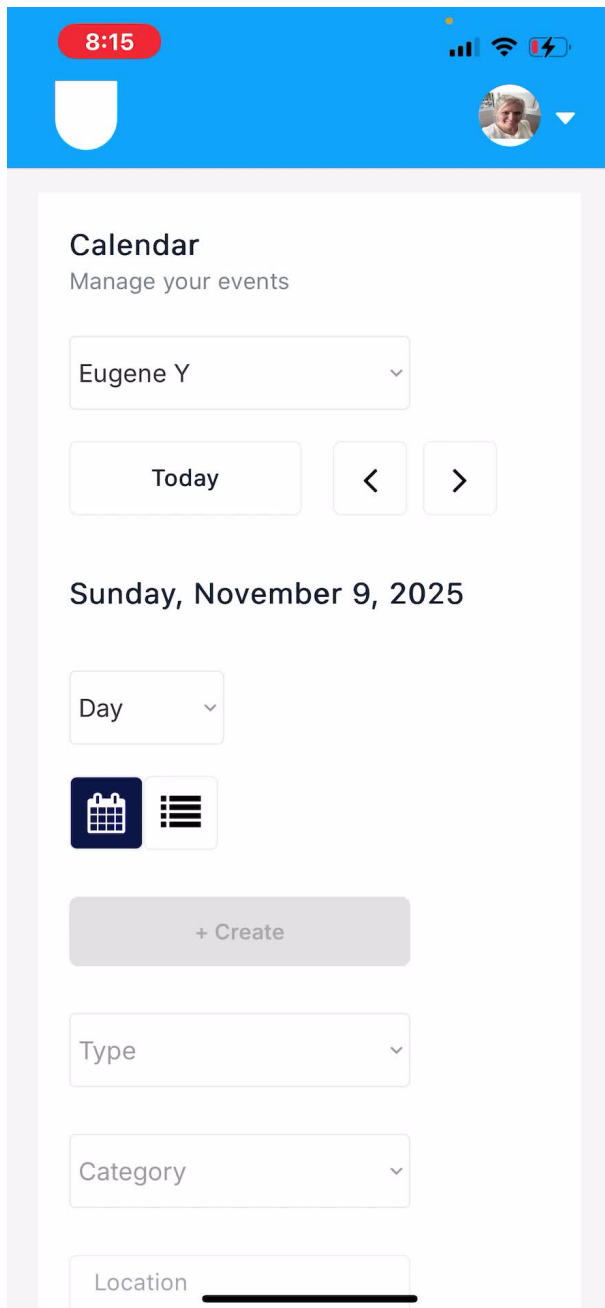 8:15
Calendar
Manage your events
Eugene Y
Today
Sunday, November 9, 2025
Day
+ Create
Type
Category
Location